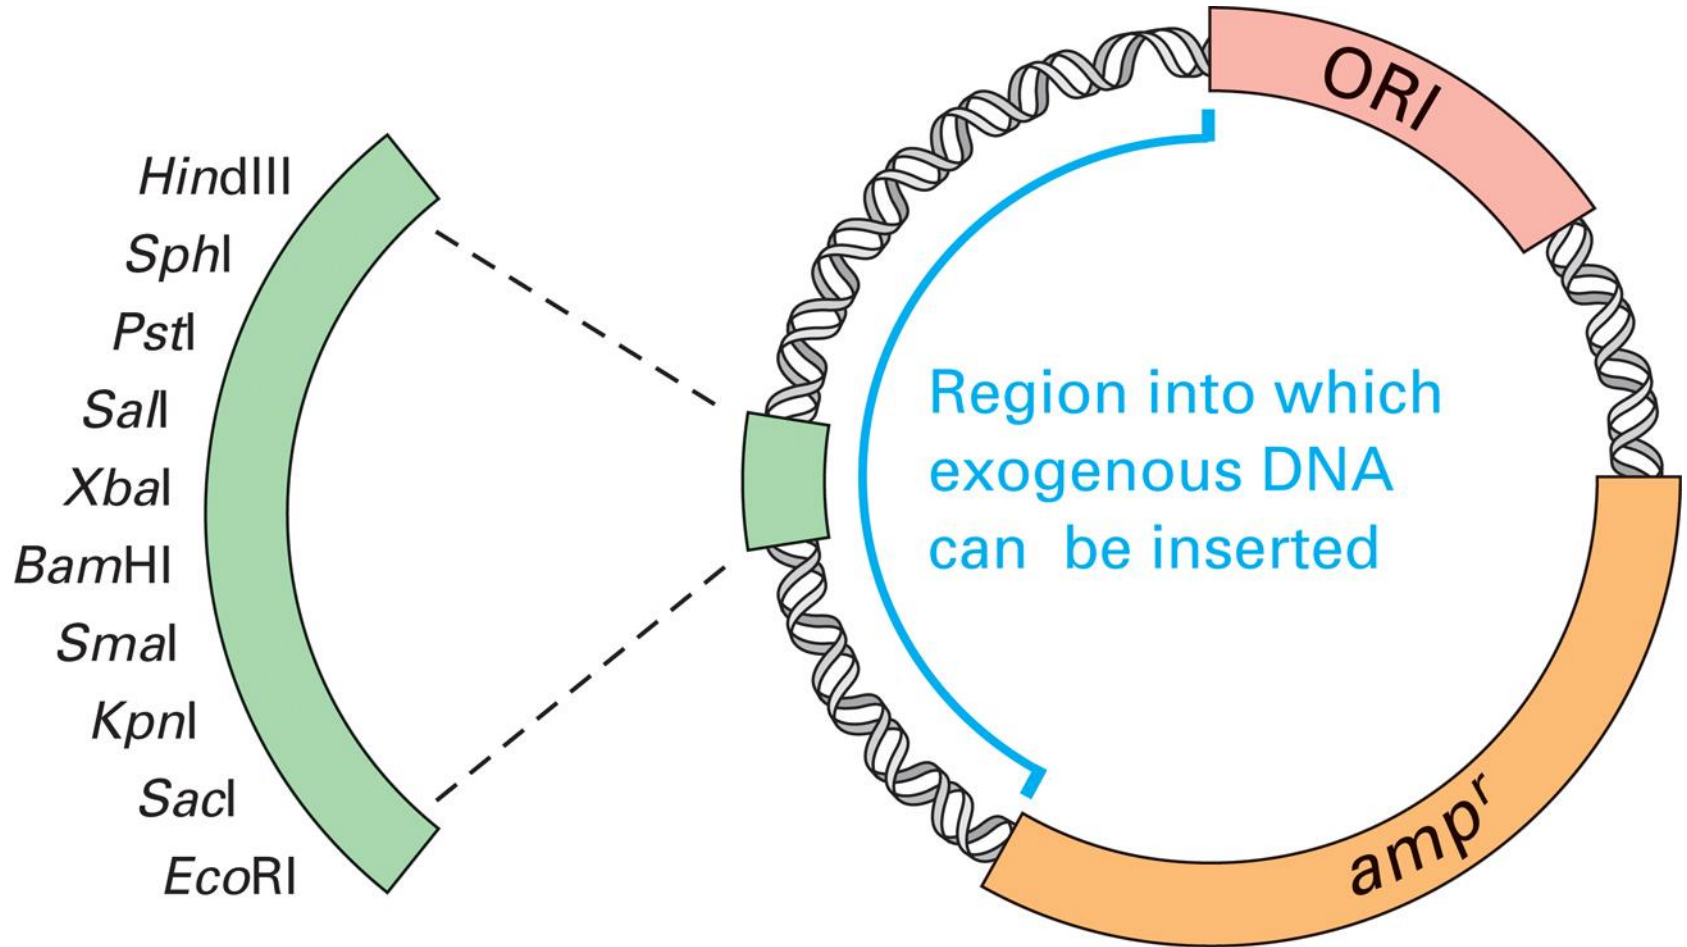 HindIII
SphI
PstI
SalI
XbaI
BamHI
SmaI
KpnI
SacI
EcoRI
ORI
Region into which
exogenous DNA
can be inserted
ampʳ